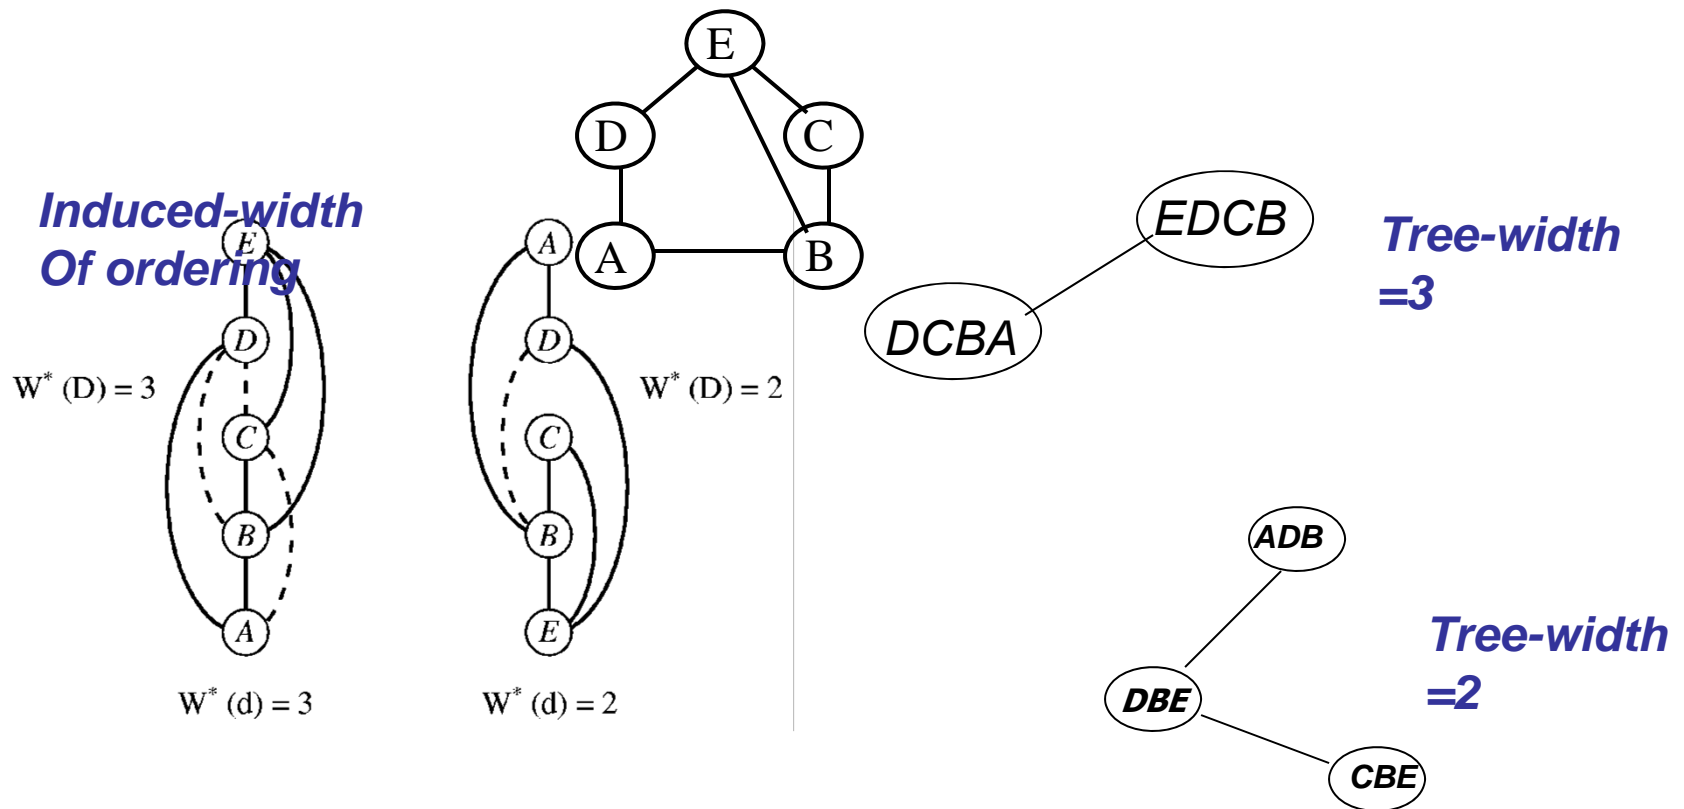 E
D
C
A
B
Induced-width
Of ordering
E
D
W* (D) = 3
C
B
A
W* (d) = 3
A
D
W* (D) = 2
C
B
E
W* (d) = 2
EDCB
DCBA
Tree-width
=3
ADB
DBE
CBE
Tree-width
=2